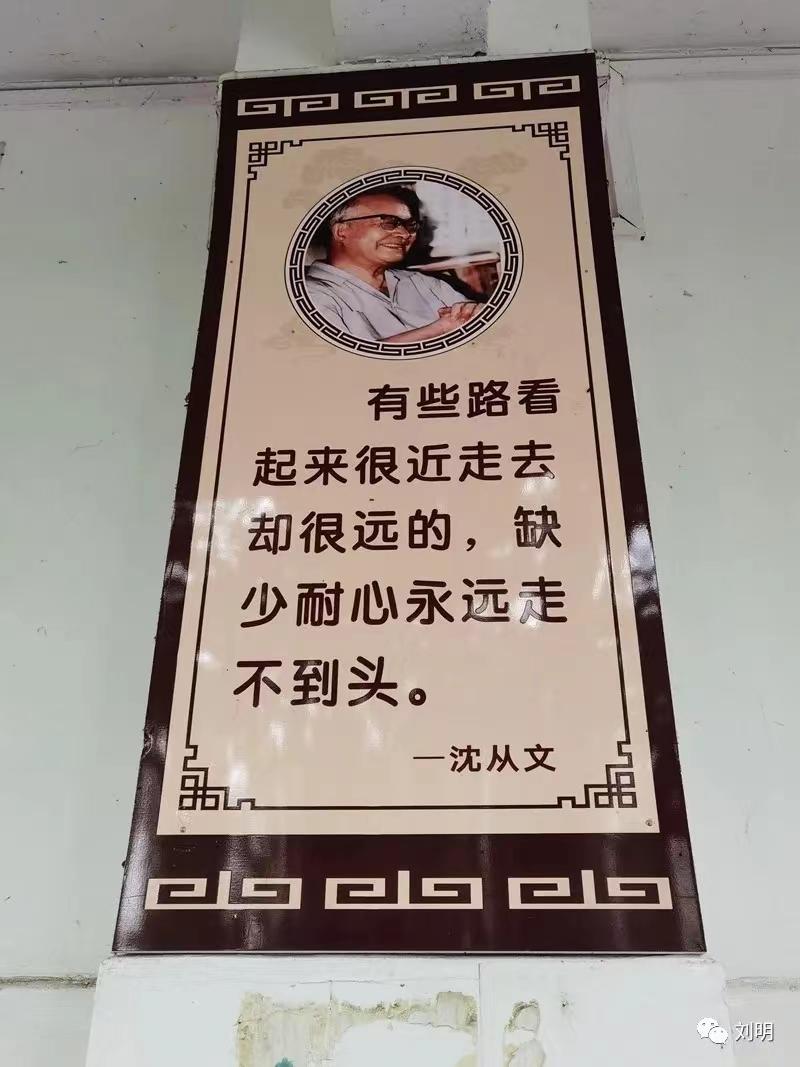 有些路看
起来很近走去
却很远的，缺
少耐心永远走
不到头。
—沈从文
刘明